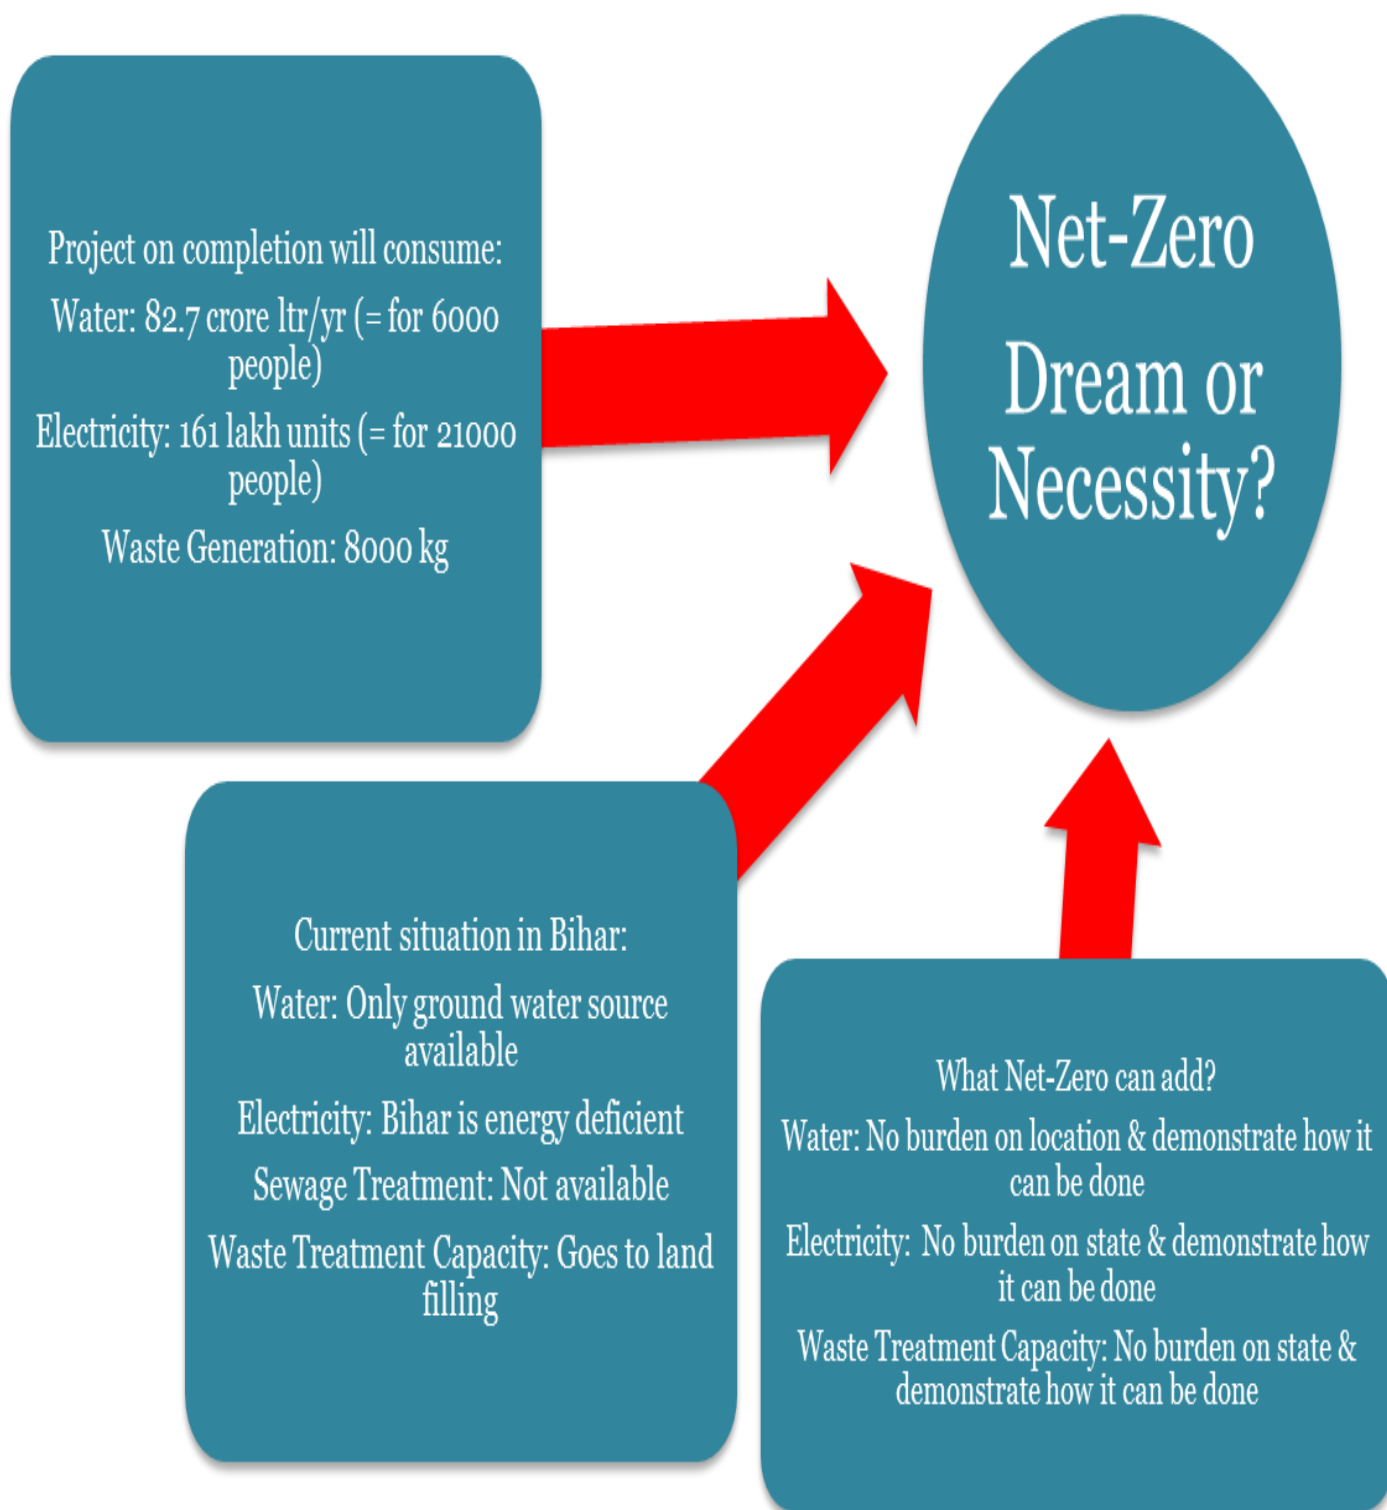 Project on completion will consume:
Water: 82.7 crore ltr/yr (= for 6000
people)
Electricity: 161 lakh units (= for 21000
people)
Waste Generation: 8000 kg
Net-Zero
Dream or
Necessity?
Current situation in Bihar:
Water: Only ground water source
available
Electricity: Bihar is energy deficient
Sewage Treatment: Not available
Waste Treatment Capacity: Goes to land
filling
What Net-Zero can add?
Water: No burden on location & demonstrate how it
can be done
Electricity: No burden on state & demonstrate how
it can be done
Waste Treatment Capacity: No burden on state &
demonstrate how it can be done